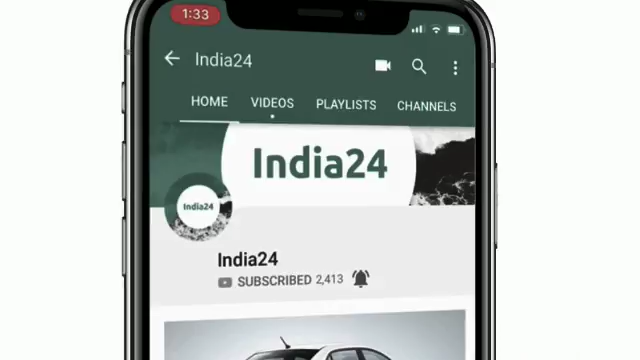 1:33
India24
HOME VIDEOS PLAYLISTS CHANNELS
India24
India24
India24
SUBSCRIBED 2,413